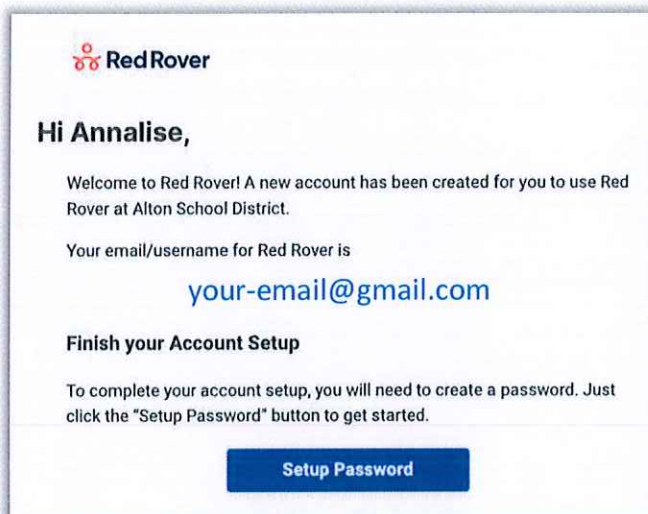 Red Rover
Hi Annalise,
Welcome to Red Rover! A new account has been created for you to use Red
Rover at Alton School District.
Your email/username for Red Rover is
your-email@gmail.com
Finish your Account Setup
To complete your account setup, you will need to create a password. Just
click the "Setup Password" button to get started.
Setup Password